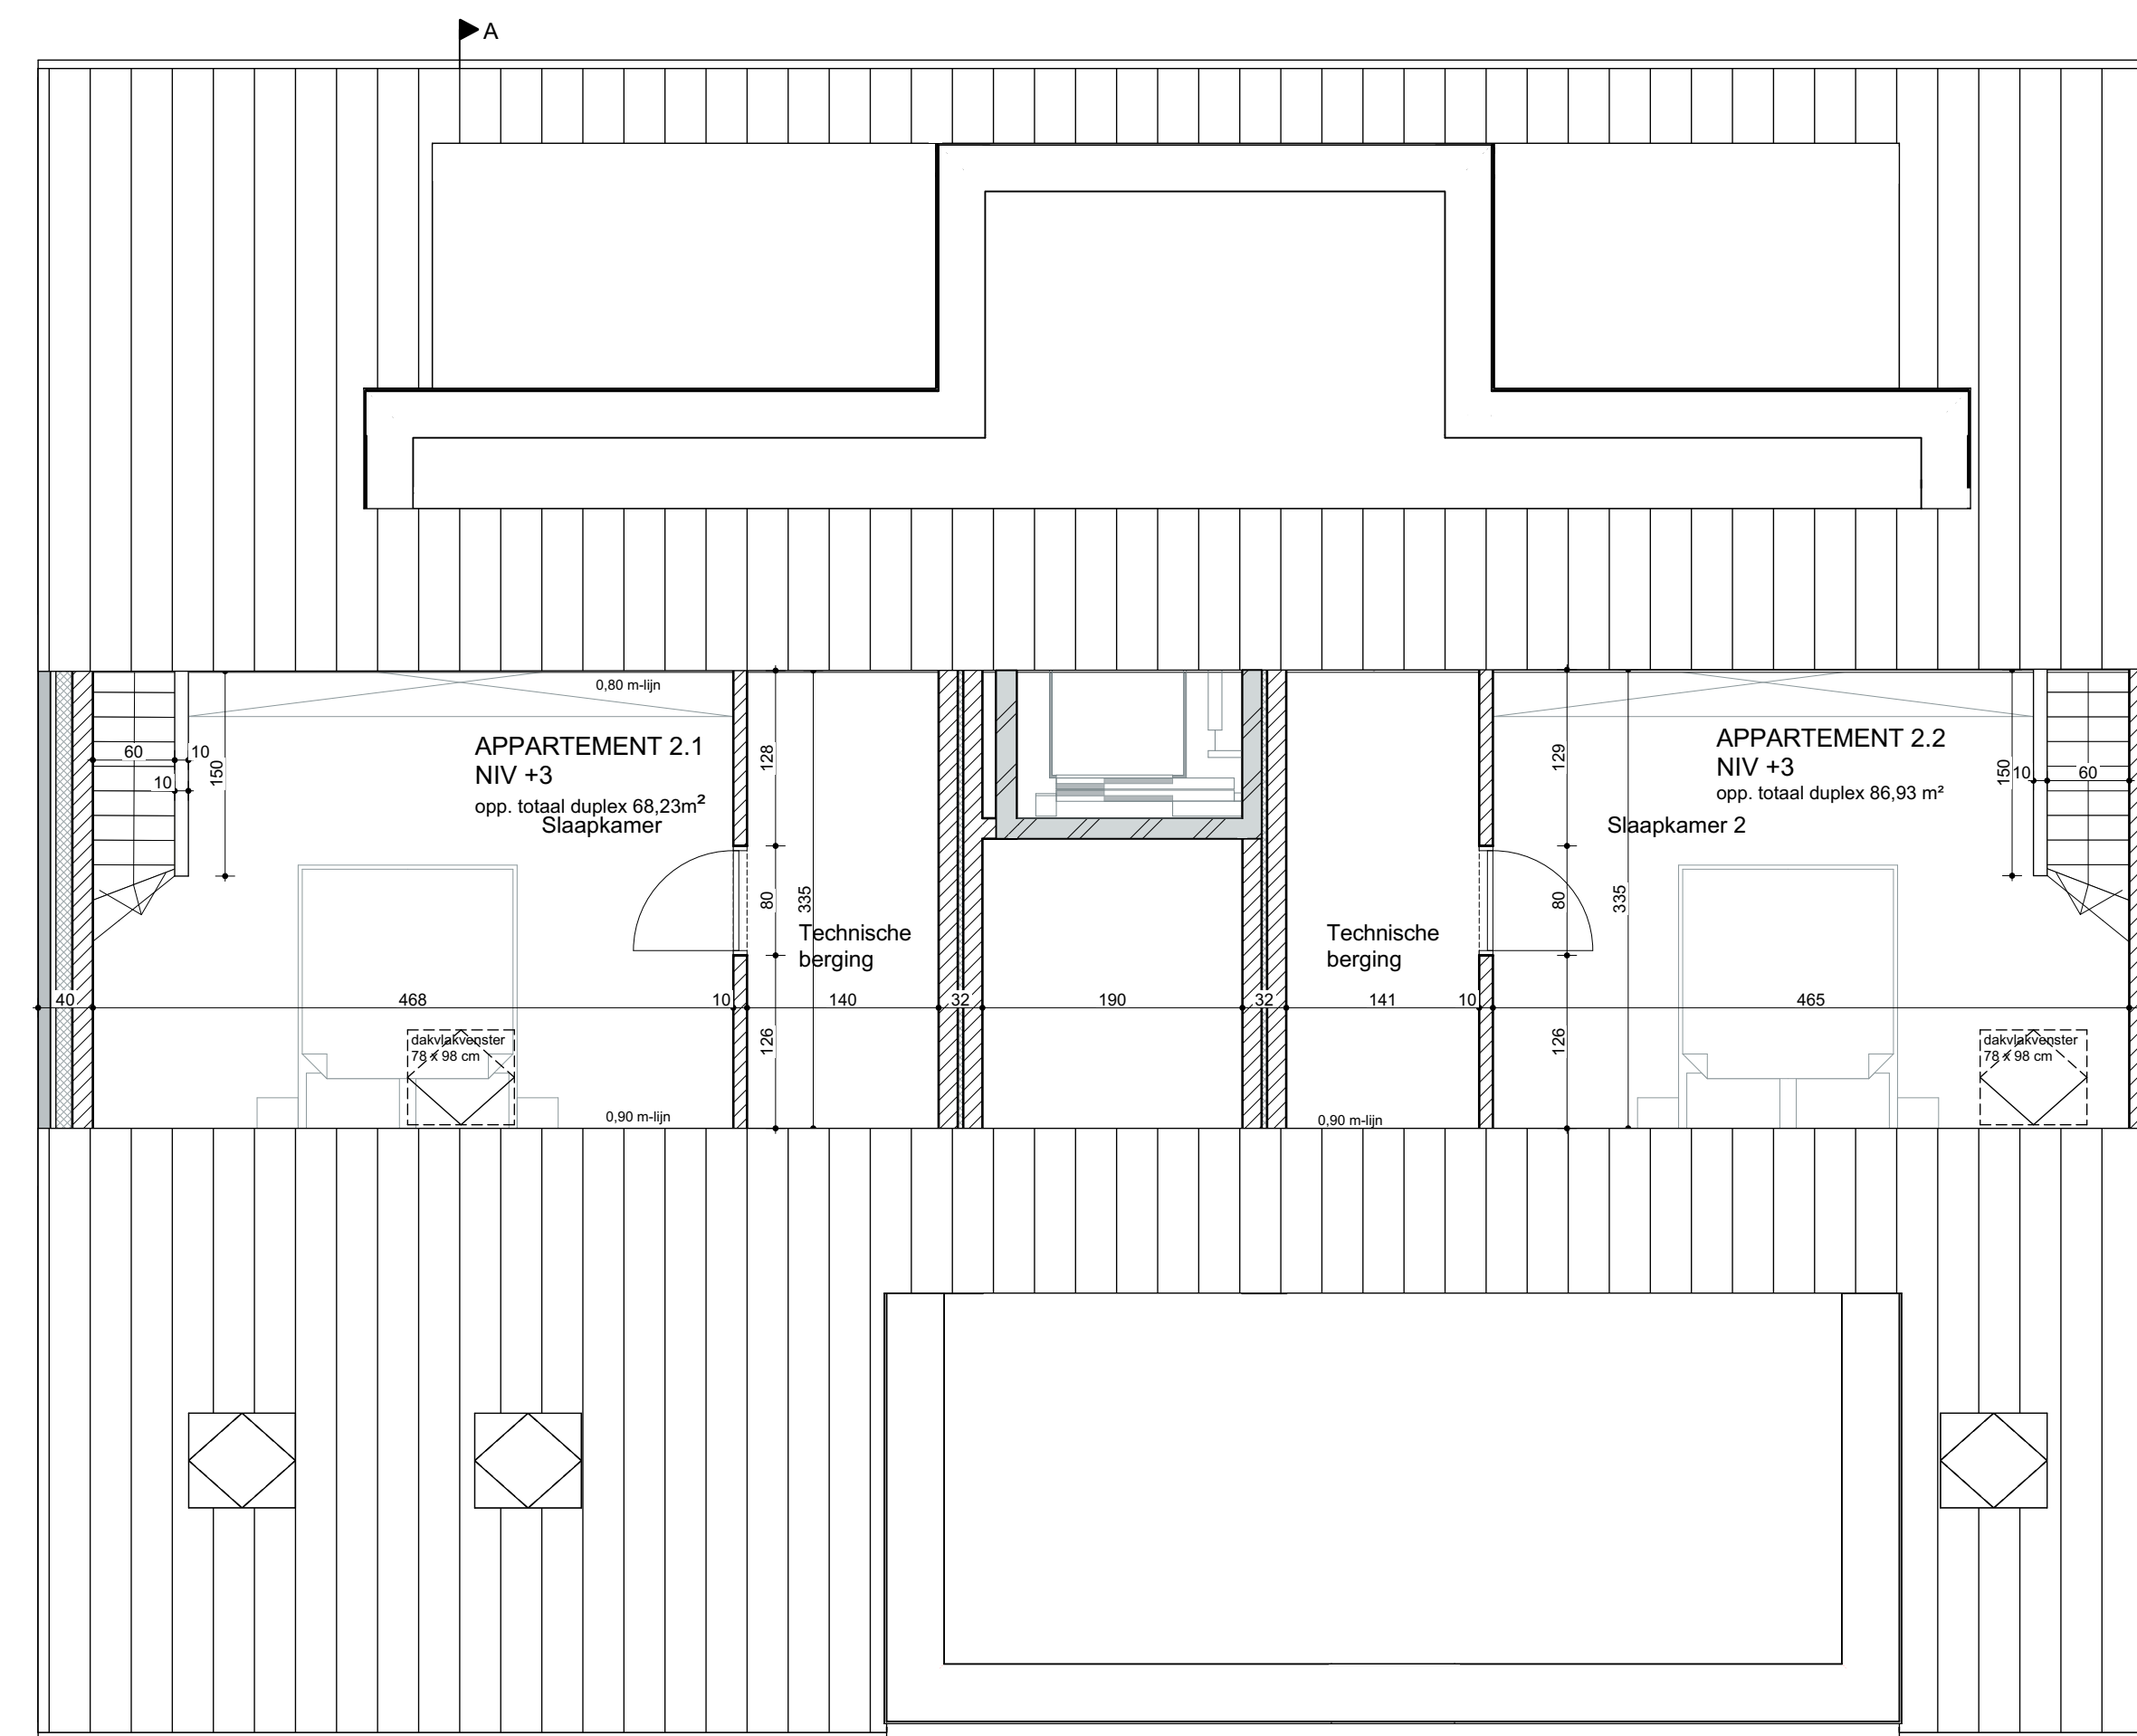 A
0,80 m-lijn
APPARTEMENT 2.1
NIV +3
opp. totaal duplex 68,23m²
Slaapkamer
APPARTEMENT 2.2
NIV +3
opp. totaal duplex 86,93 m²
Slaapkamer 2
60
10
10
150
128
129
150
10
60
80
335
80
335
Technische
berging
Technische
berging
40
468
10
140
32
190
32
141
10
465
126
126
dakvlakvenster
78 x 98 cm
dakvlakvenster
78 x 98 cm
0,90 m-lijn
0,90 m-lijn